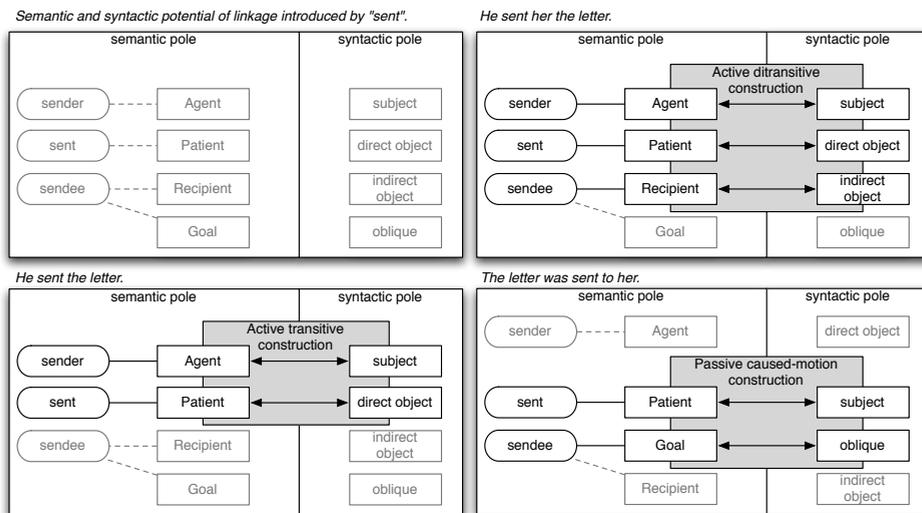 Semantic and syntactic potential of linkage introduced by "sent".
semantic pole
syntactic pole
sender
Agent
subject
sent
Patient
direct object
sendee
Recipient
indirect
object
Goal
oblique
He sent her the letter.
semantic pole
syntactic pole
Active ditransitive
construction
sender
Agent
subject
sent
Patient
direct object
sendee
Recipient
indirect
object
Goal
oblique
He sent the letter.
semantic pole
syntactic pole
Active transitive
construction
sender
Agent
subject
sent
Patient
direct object
sendee
Recipient
indirect
object
Goal
oblique
The letter was sent to her.
semantic pole
syntactic pole
sender
Agent
direct object
Passive caused-motion
construction
sent
Patient
subject
sendee
Goal
oblique
Recipient
indirect
object